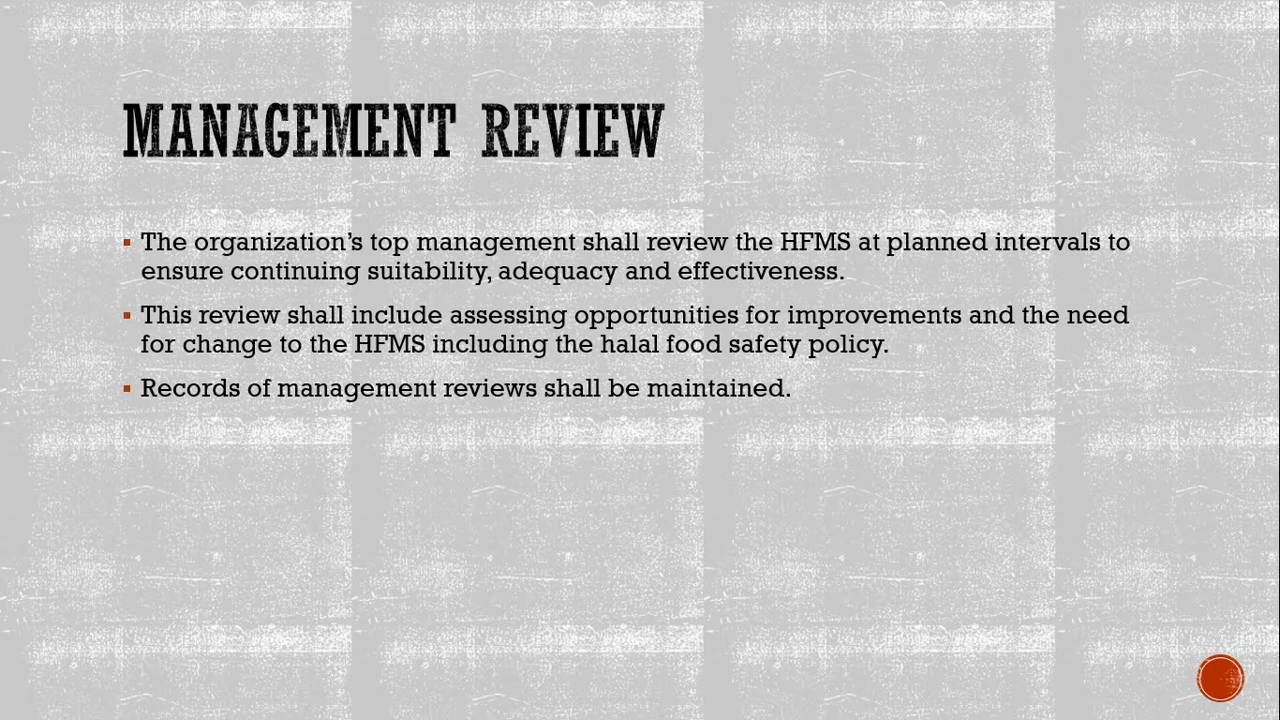 MANAGEMENT REVIEW
The organization’s top management shall review the HFMS at planned intervals to
ensure continuing suitability, adequacy and effectiveness.
This review shall include assessing opportunities for improvements and the need
for change to the HFMS including the halal food safety policy.
Records of management reviews shall be maintained.